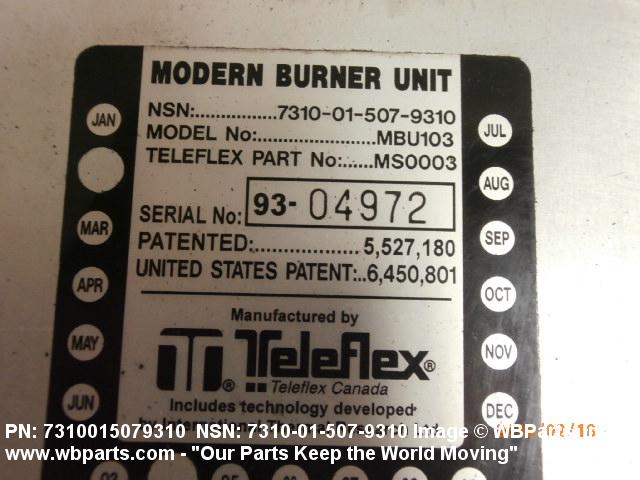 MODERN BURNER UNIT
NSN:................7310-01-507-9310
MODEL No:......................MBU103
TELEFLEX PART No:......MS0003
SERIAL No: 93-04972
PATENTED:..................5,527,180
UNITED STATES PATENT:..6,450,801
Manufactured by
Teleflex®
Teleflex Canada
Includes technology developed
JAN
MAR
APR
MAY
JUN
JUL
AUG
SEP
OCT
NOV
DEC
PN: 7310015079310 NSN: 7310-01-507-9310 Image © WBParts
www.wbparts.com - "Our Parts Keep the World Moving"